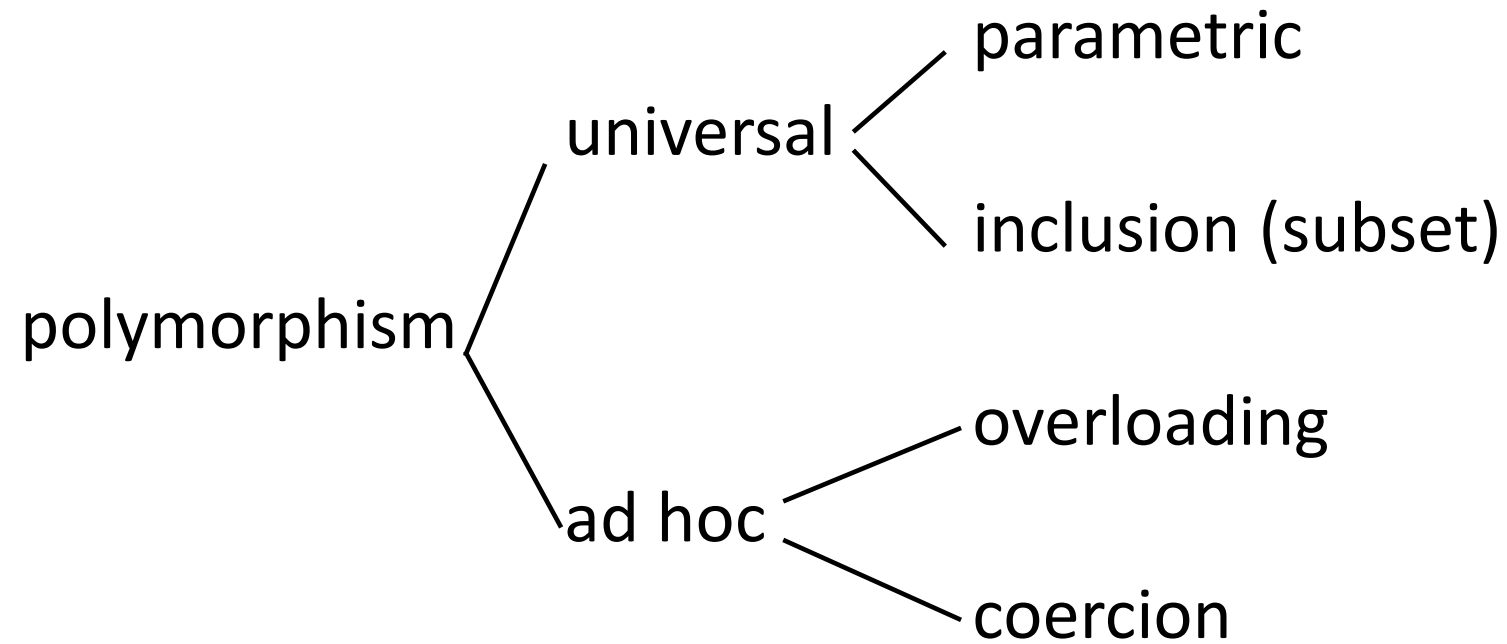 parametric
universal
inclusion (subset)
polymorphism
overloading
ad hoc
coercion